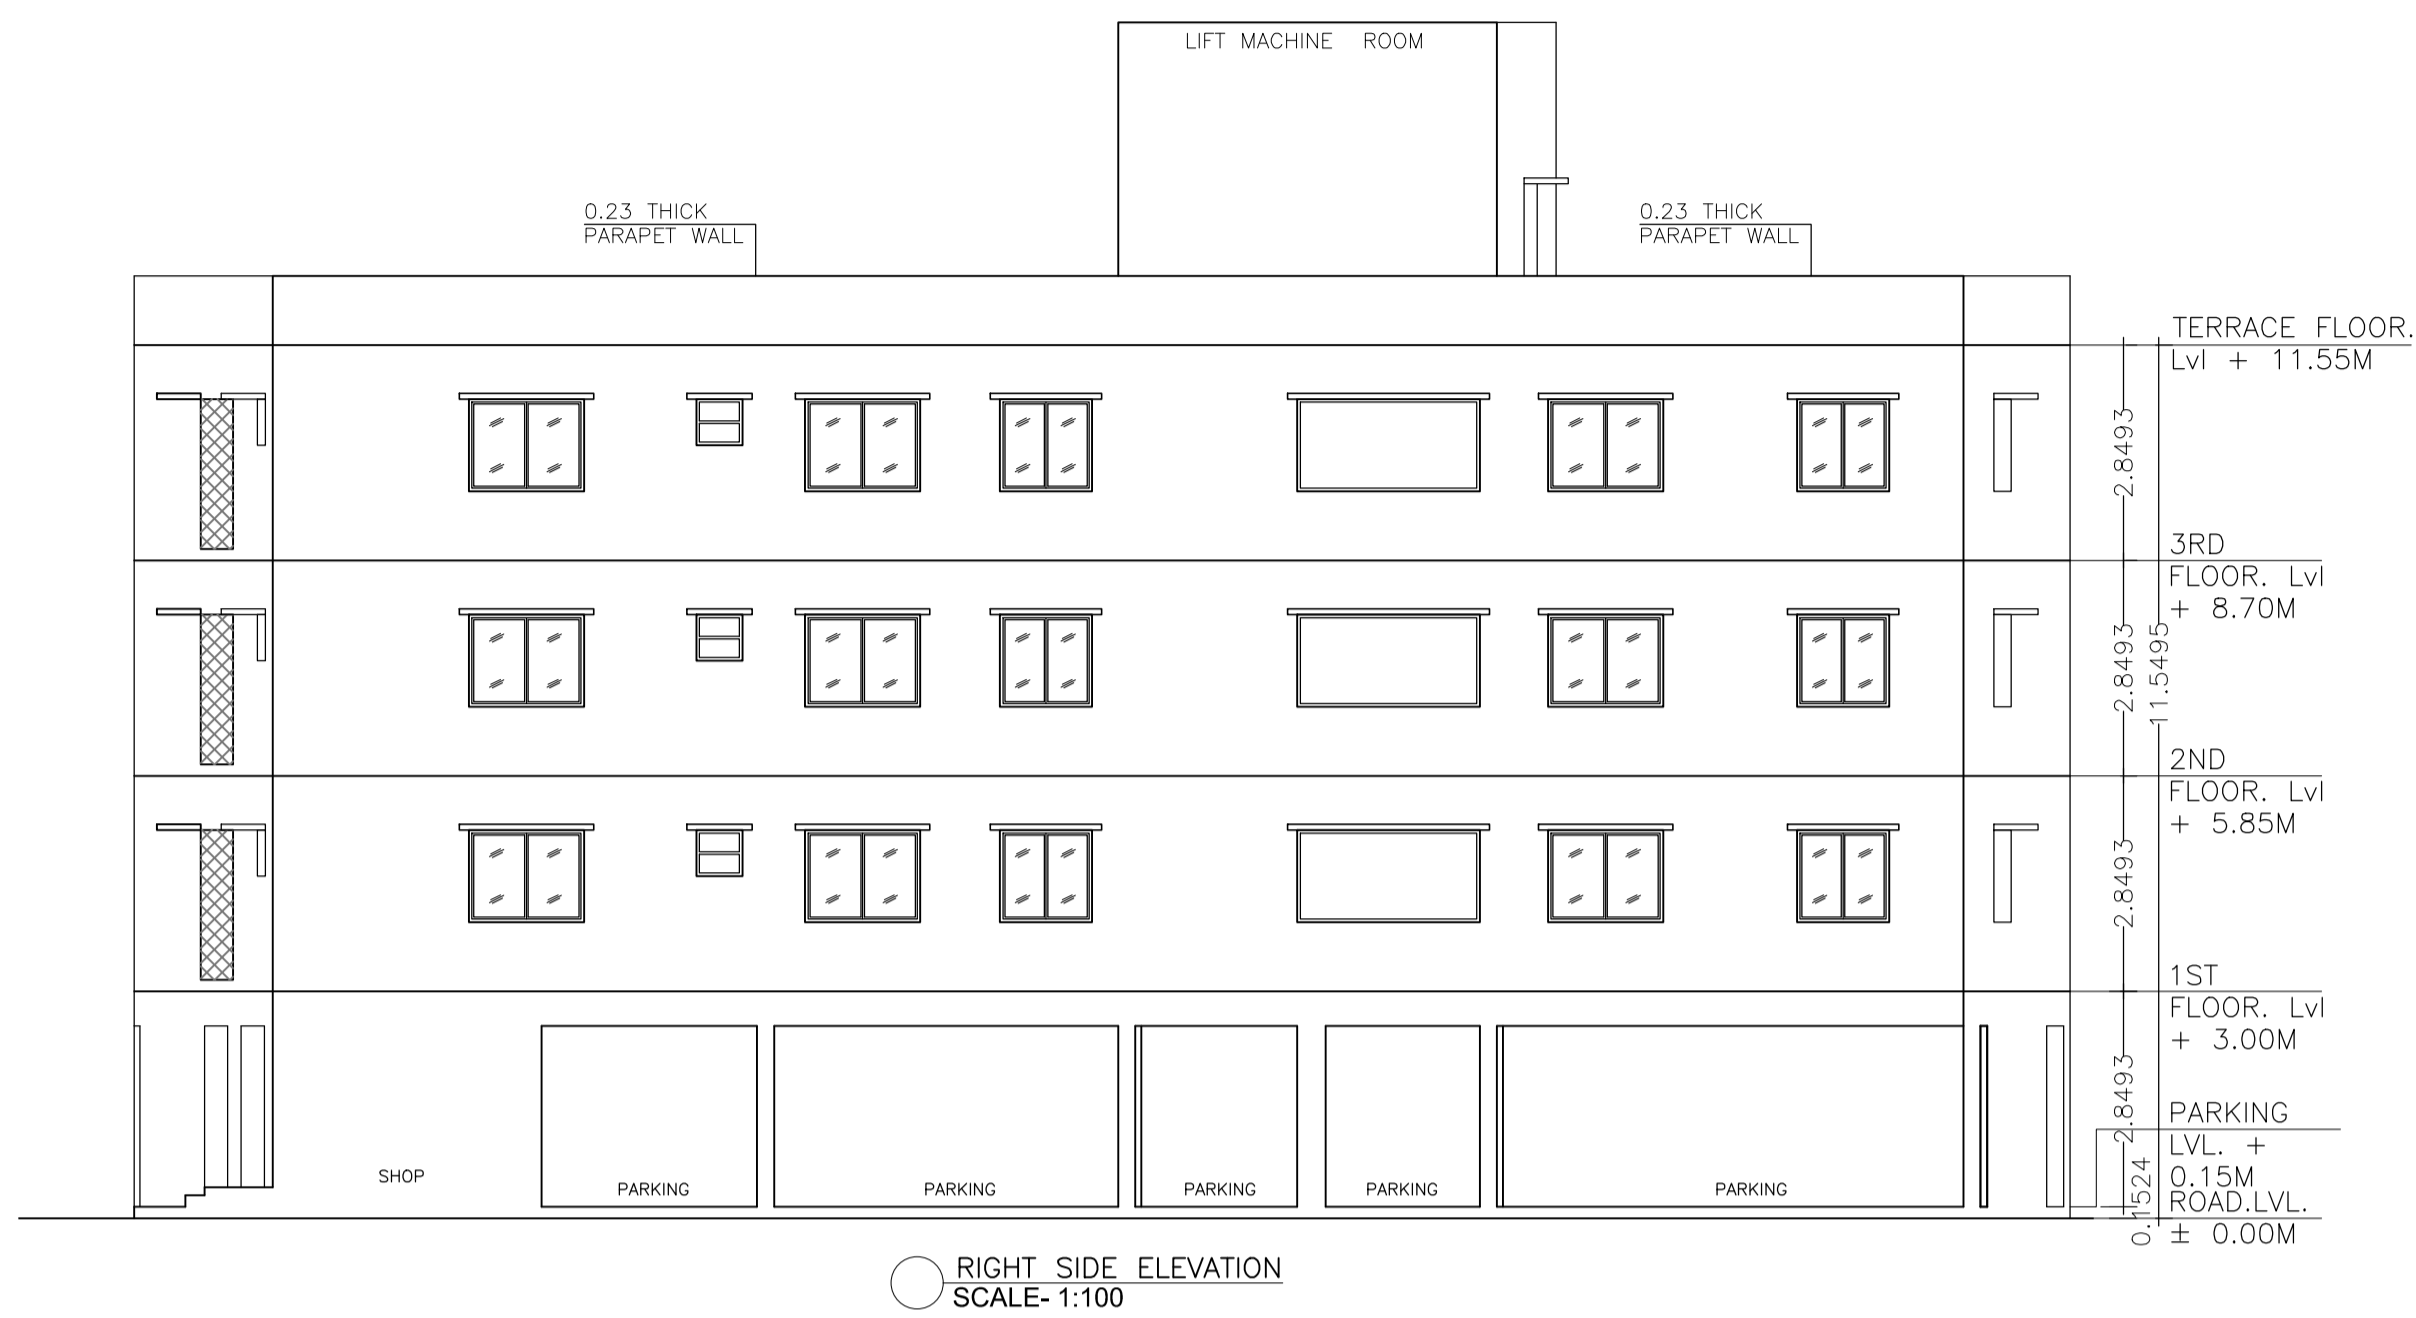 LIFT MACHINE ROOM
0.23 THICK
PARAPET WALL
0.23 THICK
PARAPET WALL
TERRACE FLOOR.
Lvl + 11.55M
2.8493
3RD
FLOOR. Lvl
+ 8.70M
2.8493
11.5495
2ND
FLOOR. Lvl
+ 5.85M
2.8493
1ST
FLOOR. Lvl
+ 3.00M
2.8493
PARKING
LVL. +
0.15M
0.1524
ROAD.LVL.
± 0.00M
SHOP
PARKING
PARKING
PARKING
PARKING
PARKING
RIGHT SIDE ELEVATION
SCALE- 1:100